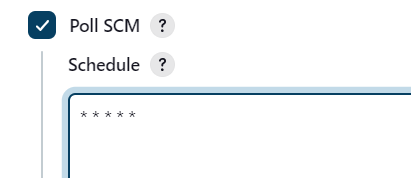 Poll SCM ?
Schedule ?
* * * * *